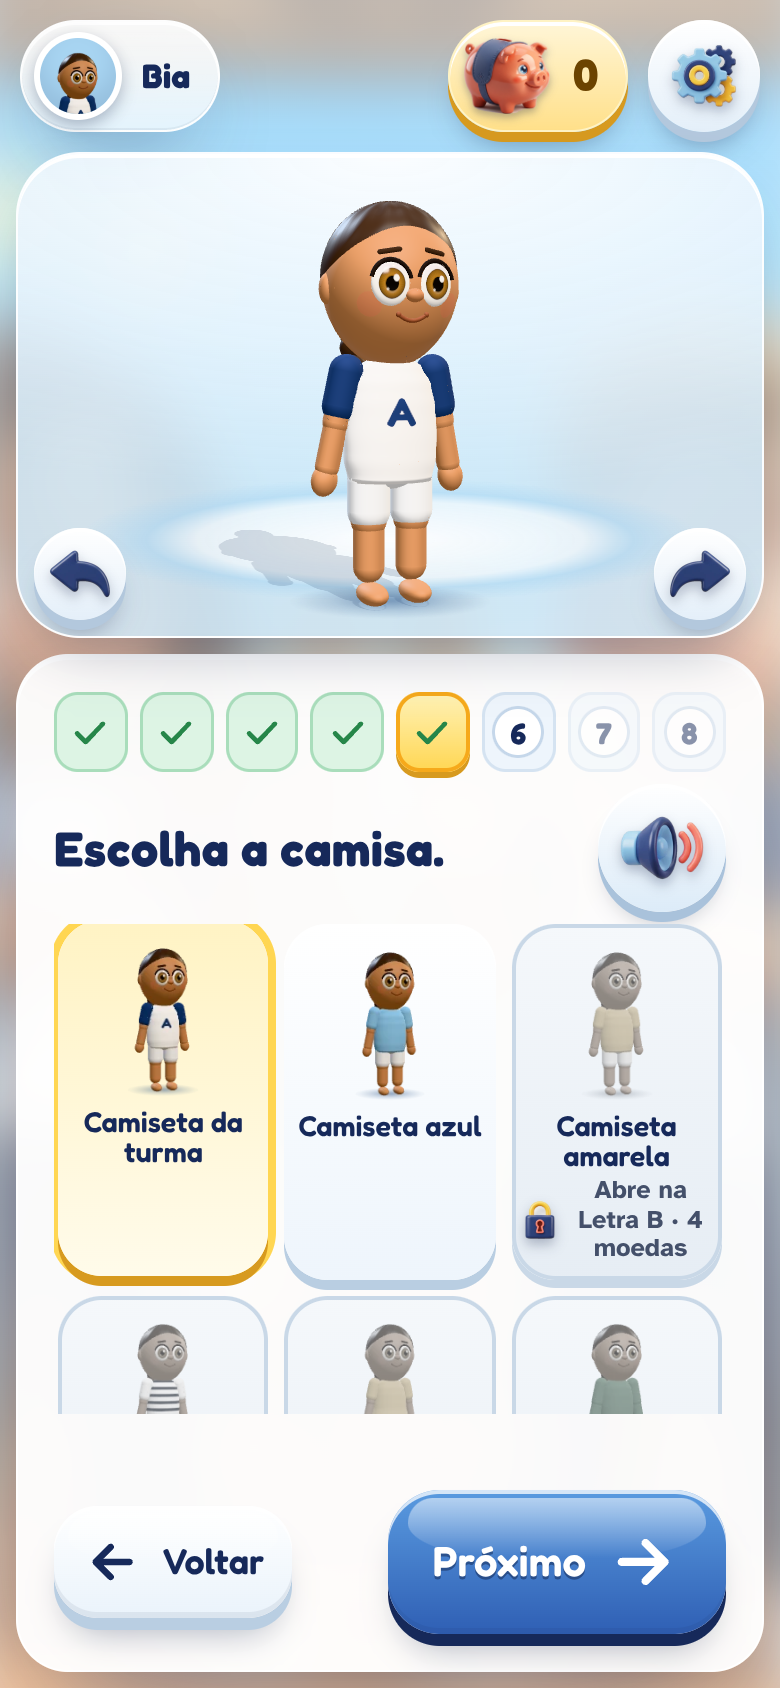 Bia
0
A
6
7
8
Escolha a camisa.
A
Camiseta da
turma
Camiseta azul
Camiseta
amarela
Abre na
Letra B · 4
moedas
Voltar
Próximo